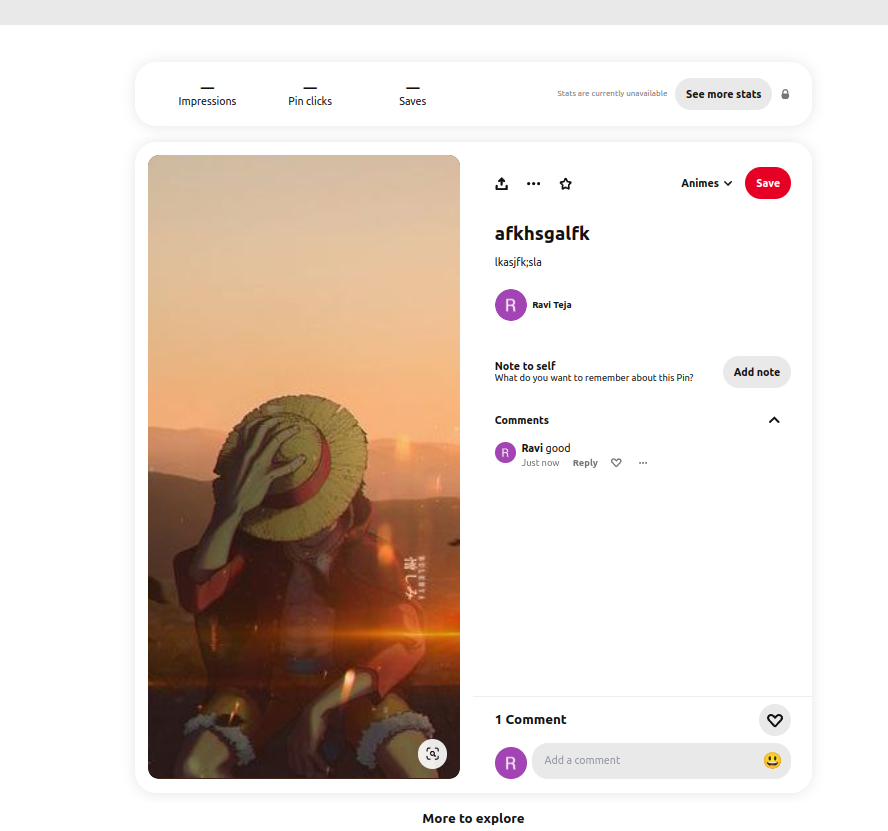 Impressions
Pin clicks
Saves
Stats are currently unavailable
See more stats
Animes
Save
afkhsgalfk
lkasjfk;sla
R
Ravi Teja
Note to self
What do you want to remember about this Pin?
Add note
Comments
R
Ravi good
Just now Reply
1 Comment
R
Add a comment
More to explore